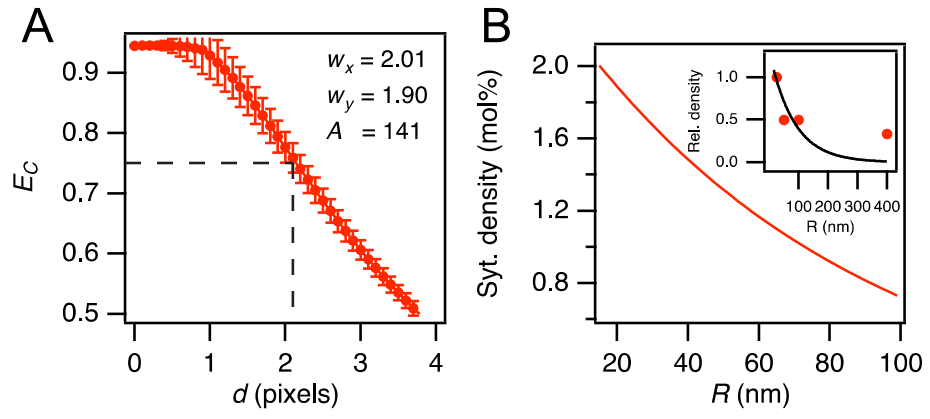 A
E_C
0.9
0.8
0.7
0.6
0.5
w_x = 2.01
w_y = 1.90
A = 141
0 1 2 3 4
d (pixels)
B
Syt. density (mol%)
2.0
1.6
1.2
0.8
20 40 60 80 100
R (nm)
Rel. density
1.0
0.5
0.0
100 200 300 400
R (nm)